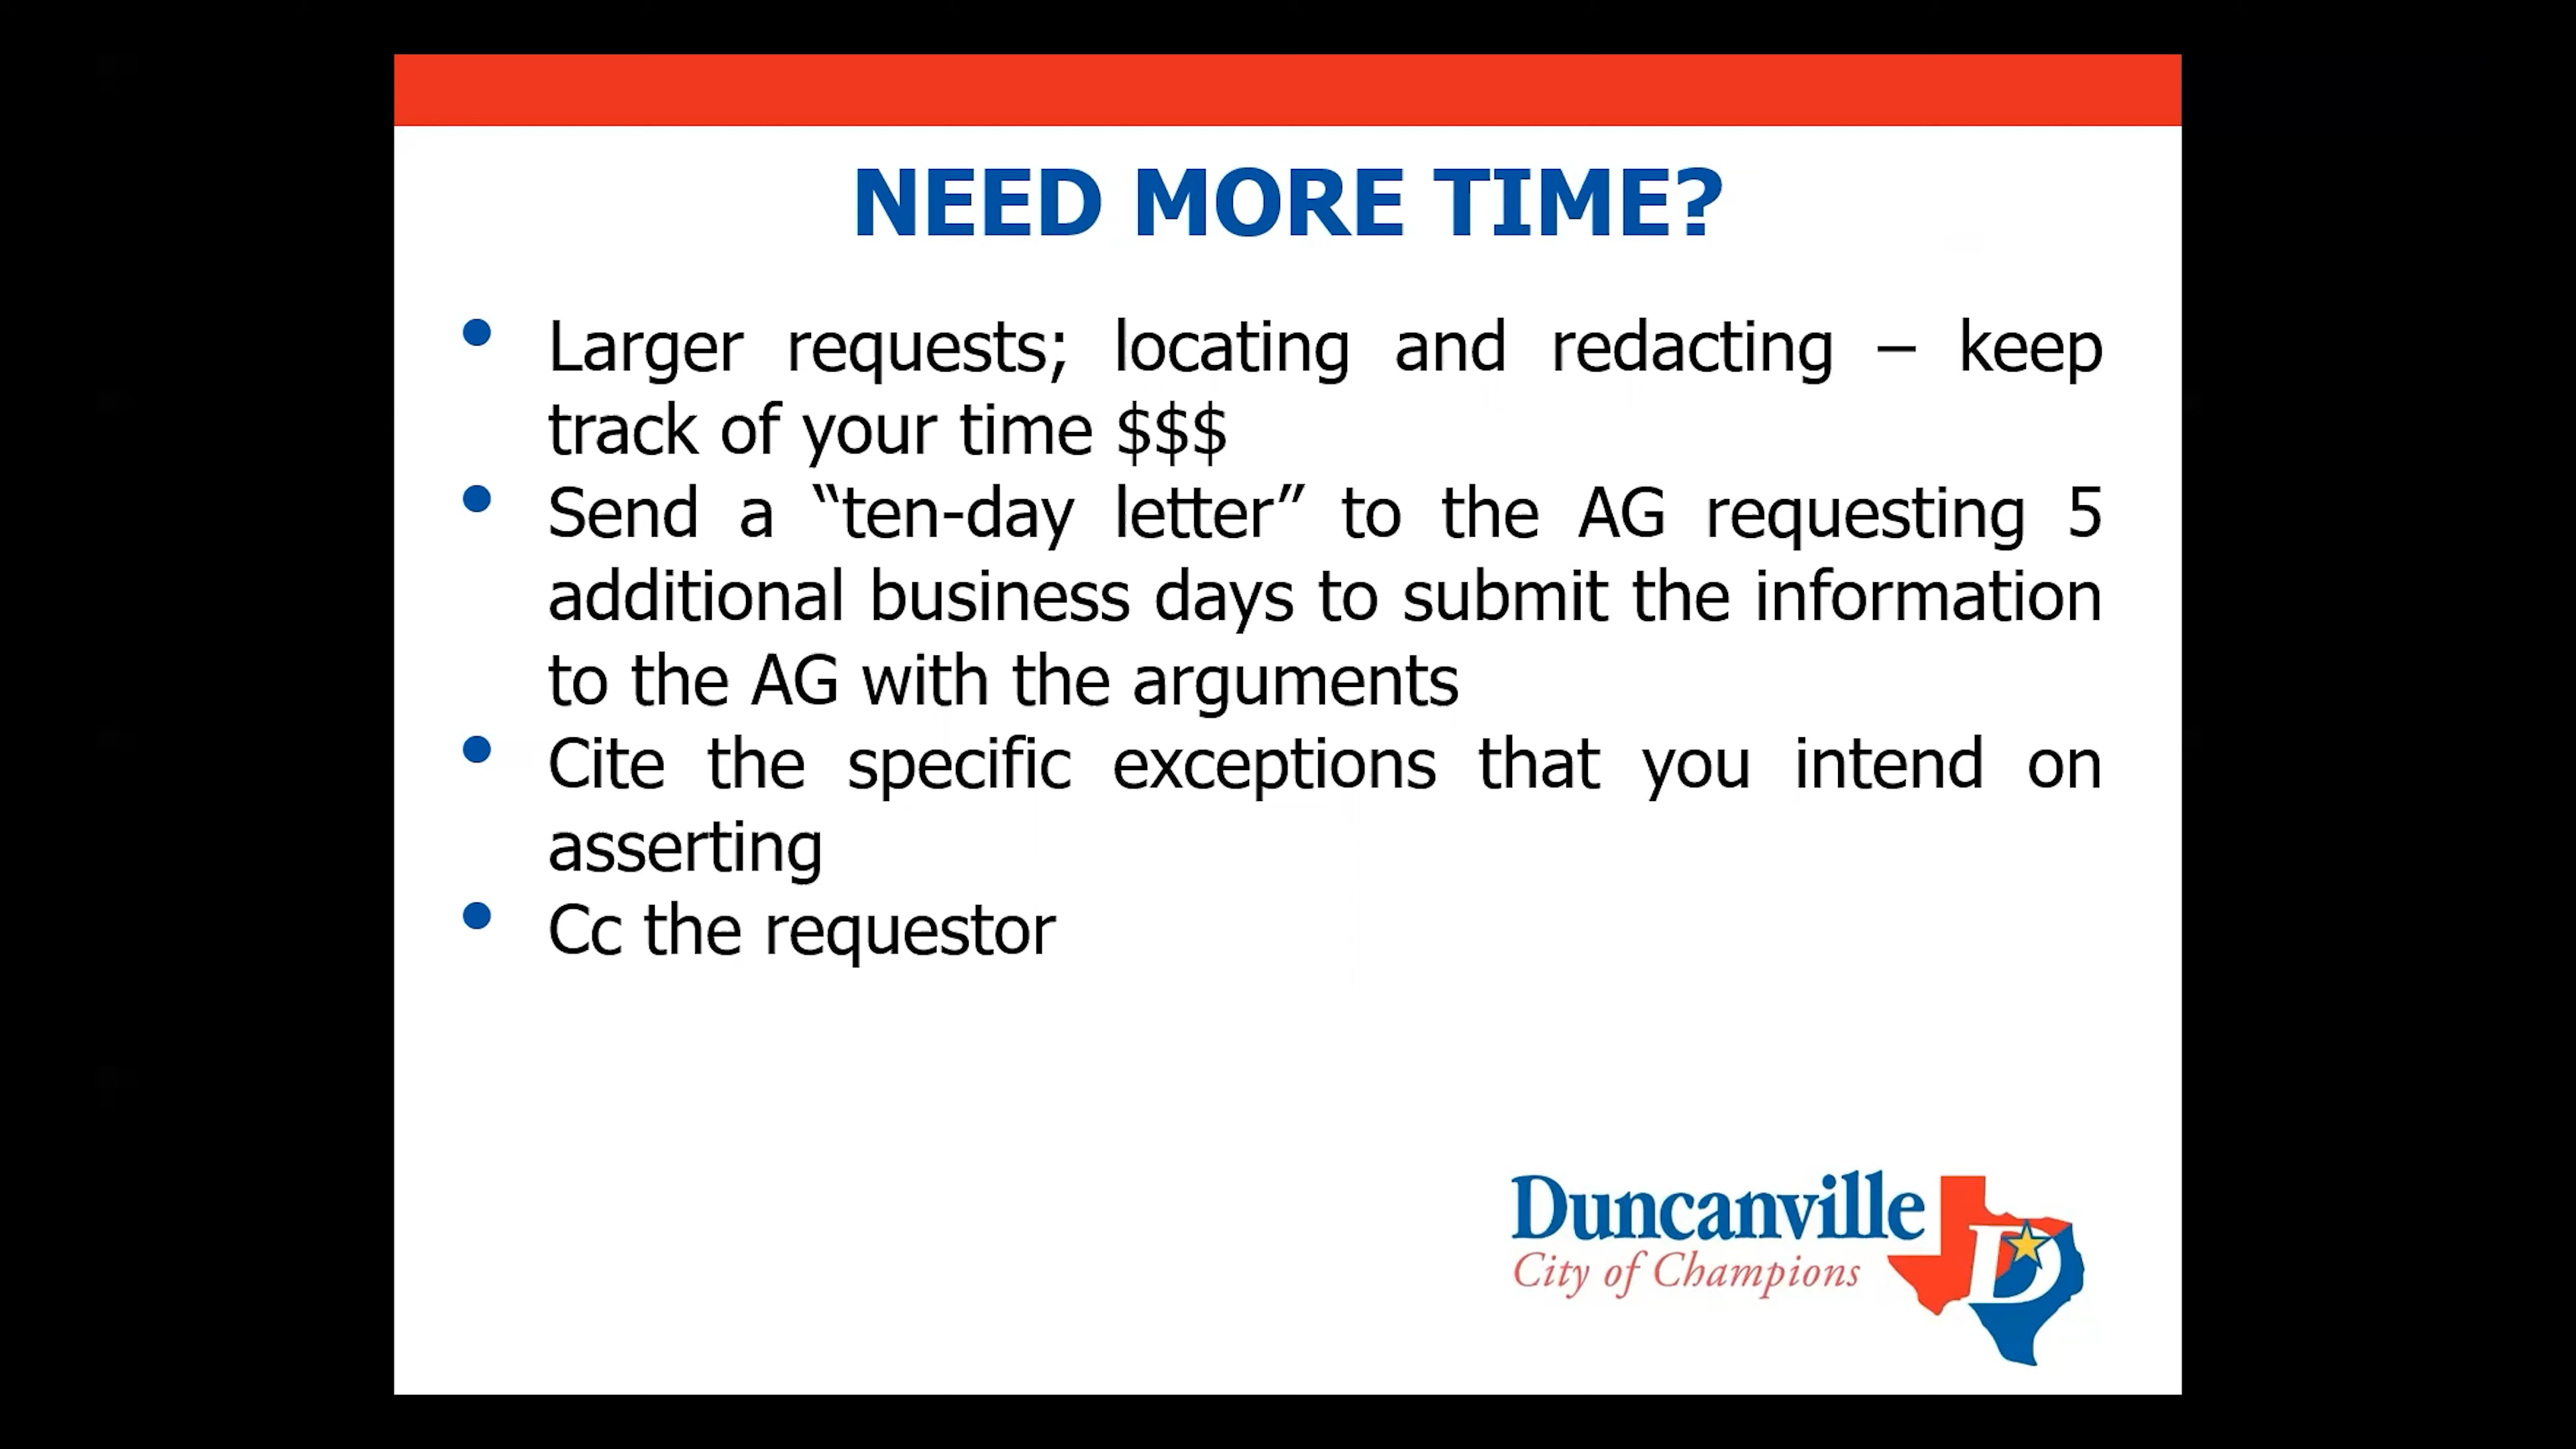 NEED MORE TIME?
• Larger requests; locating and redacting – keep
track of your time $$$
• Send a “ten-day letter” to the AG requesting 5
additional business days to submit the information
to the AG with the arguments
• Cite the specific exceptions that you intend on
asserting
• Cc the requestor
Duncanville
City of Champions
D